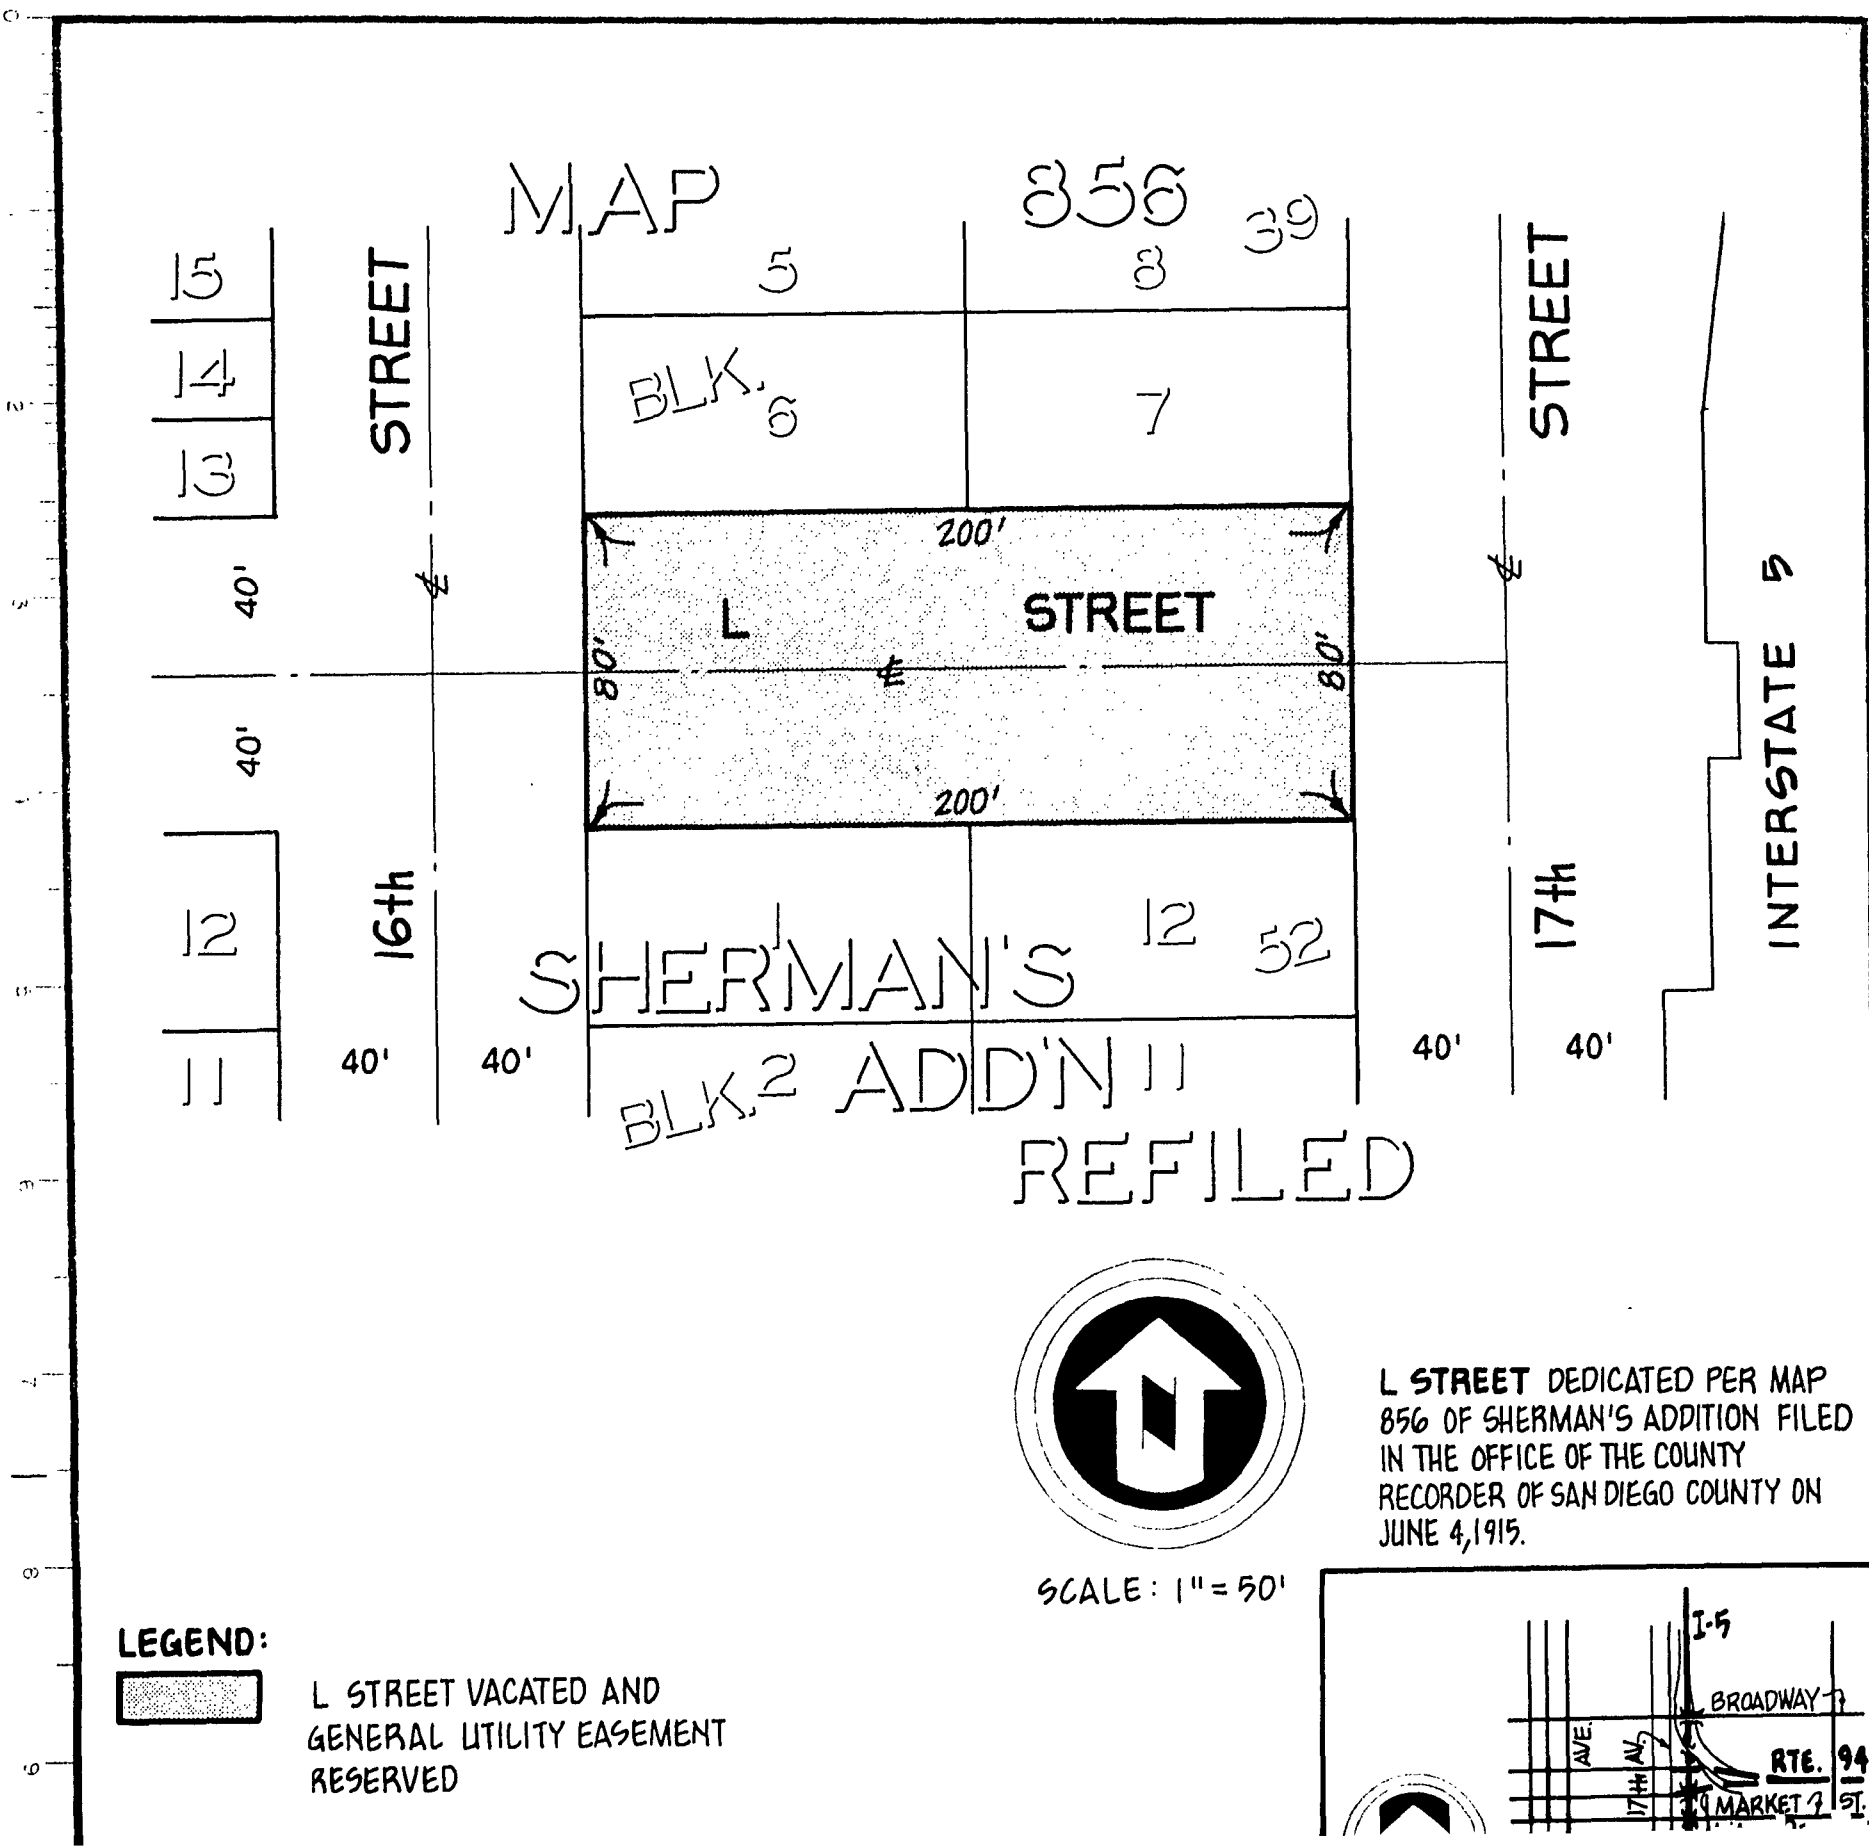 MAP 856
39
15
14
13
STREET
5
8
BLK.
6
7
STREET
200'
L STREET
80'
80'
200'
40'
40'
INTERSTATE 5
12
11
16th
1
12
52
17th
SHERMAN'S
40'
40'
BLK.
2
ADD'N
11
40'
40'
REFILED
N
SCALE: 1"=50'
L STREET DEDICATED PER MAP
856 OF SHERMAN'S ADDITION FILED
IN THE OFFICE OF THE COUNTY
RECORDER OF SAN DIEGO COUNTY ON
JUNE 4,1915.
LEGEND:
L STREET VACATED AND
GENERAL UTILITY EASEMENT
RESERVED
I-5
BROADWAY
AVE.
17TH AV.
RTE. 94
MARKET ST.